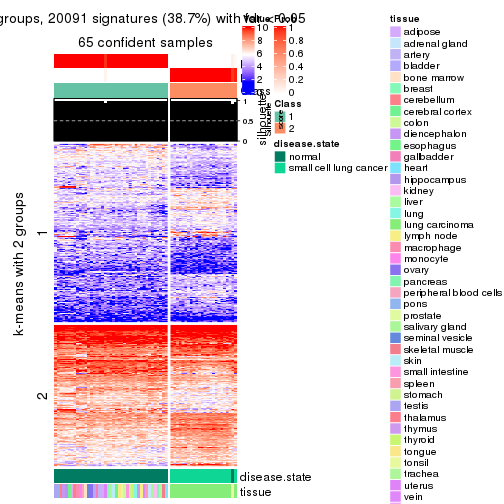 groups, 20091 signatures (38.7%) with fdr < 0.05
65 confident samples
Value
10
8
6
4
2
0
Prob
1
0.8
0.6
0.4
0.2
0
Class
1
2
silhouette
score
1
0.5
0
disease.state
normal
small cell lung cancer
k-means with 2 groups
1
2
disease.state
tissue
tissue
adipose
adrenal gland
artery
bladder
bone marrow
breast
cerebellum
cerebral cortex
colon
diencephalon
esophagus
gallbadder
heart
hippocampus
kidney
liver
lung
lung carcinoma
lymph node
macrophage
monocyte
ovary
pancreas
peripheral blood cells
pons
prostate
salivary gland
seminal vesicle
skeletal muscle
skin
small intestine
spleen
stomach
testis
thalamus
thymus
thyroid
tongue
tonsil
trachea
uterus
vein